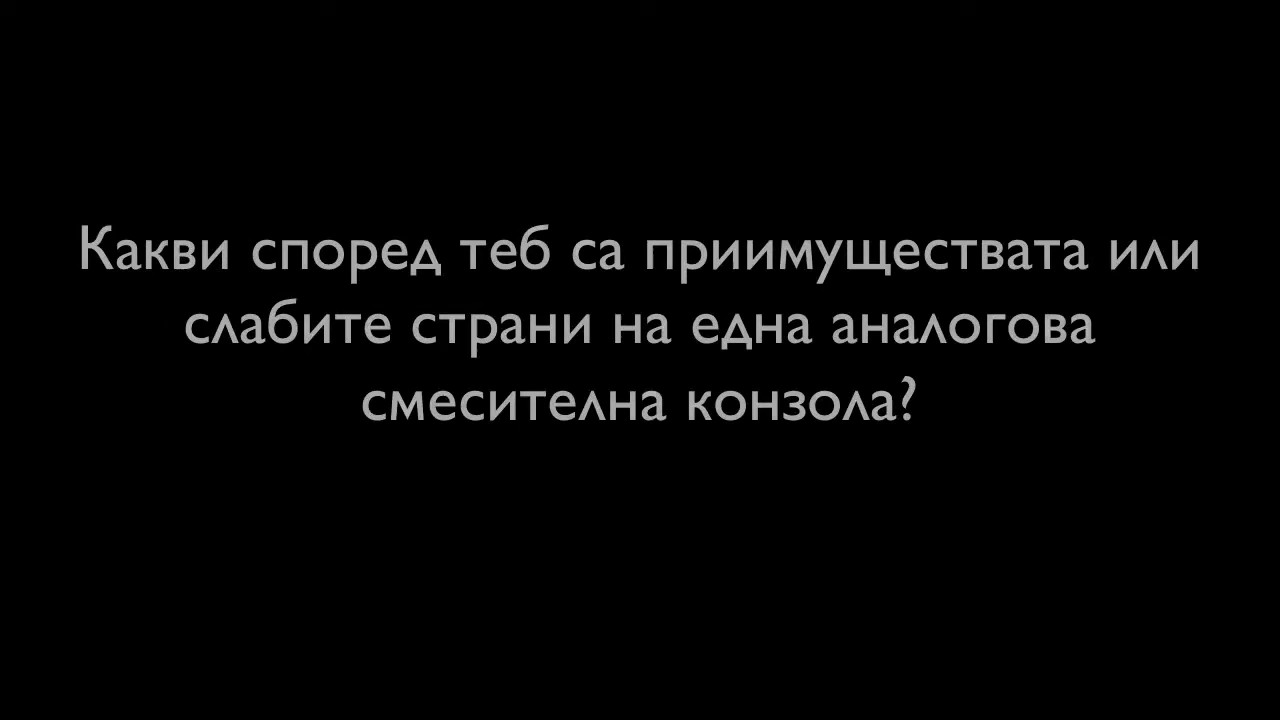 Какви според теб са приимуществата или
слабите страни на една аналогова
смесителна конзола?